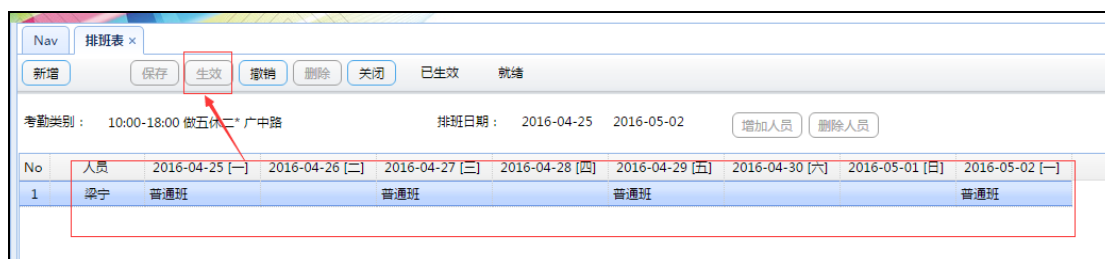 Nav 排班表 ×
新增 保存 生效 撤销 删除 关闭 已生效 就绪
考勤类别： 10:00-18:00 做五休二* 广中路 排班日期： 2016-04-25 2016-05-02 增加人员 删除人员
No 人员 2016-04-25 [一] 2016-04-26 [二] 2016-04-27 [三] 2016-04-28 [四] 2016-04-29 [五] 2016-04-30 [六] 2016-05-01 [日] 2016-05-02 [一]
1 梁宁 普通班 普通班 普通班 普通班